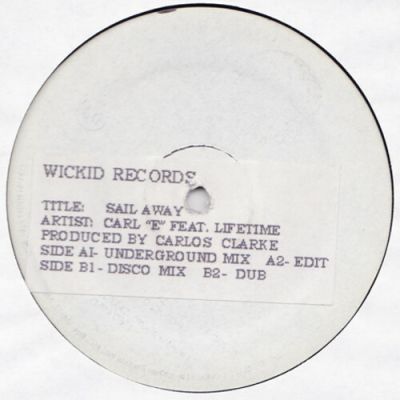 WICKID RECORDS
TITLE: SAIL AWAY
ARTIST: CARL "E" FEAT. LIFETIME
PRODUCED BY CARLOS CLARKE
SIDE A1- UNDERGROUND MIX A2- EDIT
SIDE B1- DISCO MIX B2- DUB